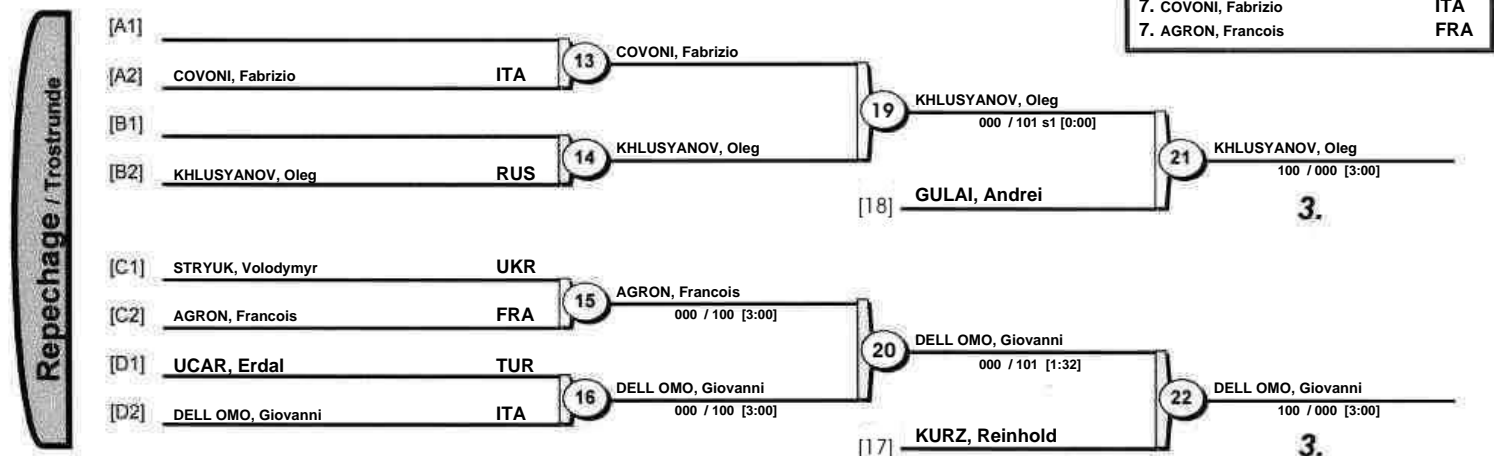 7. COVONI, Fabrizio ITA
7. AGRON, Francois FRA
Repechage / Trostrunde
[A1]
[A2] COVONI, Fabrizio ITA
13 COVONI, Fabrizio
[B1]
[B2] KHLUSYANOV, Oleg RUS
14 KHLUSYANOV, Oleg
19 KHLUSYANOV, Oleg
000 / 101 s1 [0:00]
[18] GULAI, Andrei
21 KHLUSYANOV, Oleg
100 / 000 [3:00]
3.
[C1] STRYUK, Volodymyr UKR
[C2] AGRON, Francois FRA
15 AGRON, Francois
000 / 100 [3:00]
[D1] UCAR, Erdal TUR
[D2] DELL OMO, Giovanni ITA
16 DELL OMO, Giovanni
000 / 100 [3:00]
20 DELL OMO, Giovanni
000 / 101 [1:32]
[17] KURZ, Reinhold
22 DELL OMO, Giovanni
100 / 000 [3:00]
3.